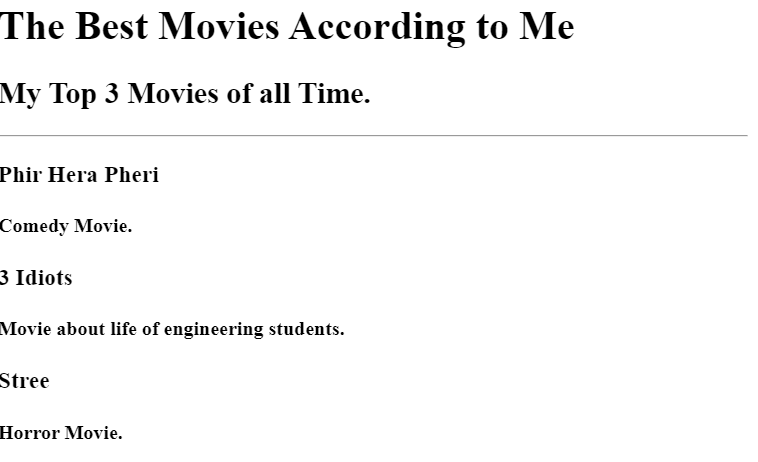 The Best Movies According to Me
My Top 3 Movies of all Time.
Phir Hera Pheri
Comedy Movie.
3 Idiots
Movie about life of engineering students.
Stree
Horror Movie.